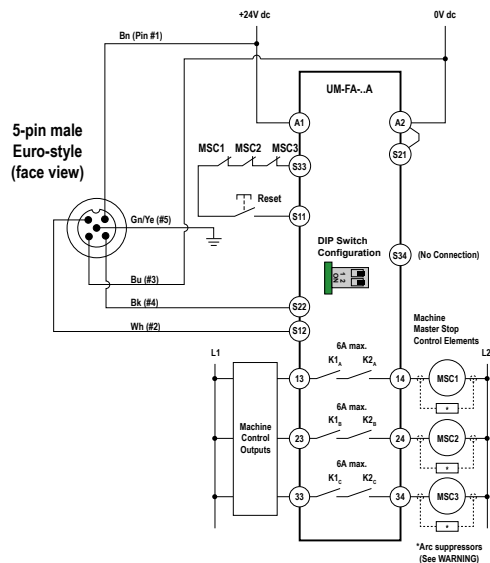 +24V dc
0V dc
Bn (Pin #1)
UM-FA-..A
5-pin male
Euro-style
(face view)
A1
A2
S21
MSC1 MSC2 MSC3
S33
Reset
Gn/Ye (#5)
S11
DIP Switch
Configuration
1 2
ON
S34
(No Connection)
Bu (#3)
Bk (#4)
S22
Wh (#2)
S12
Machine
Master Stop
Control Elements
L1
L2
6A max.
K1A
K2A
13
14
MSC1
*
6A max.
K1B
K2B
Machine
Control
Outputs
23
24
MSC2
*
6A max.
K1C
K2C
33
34
MSC3
*
*Arc suppressors
(See WARNING)